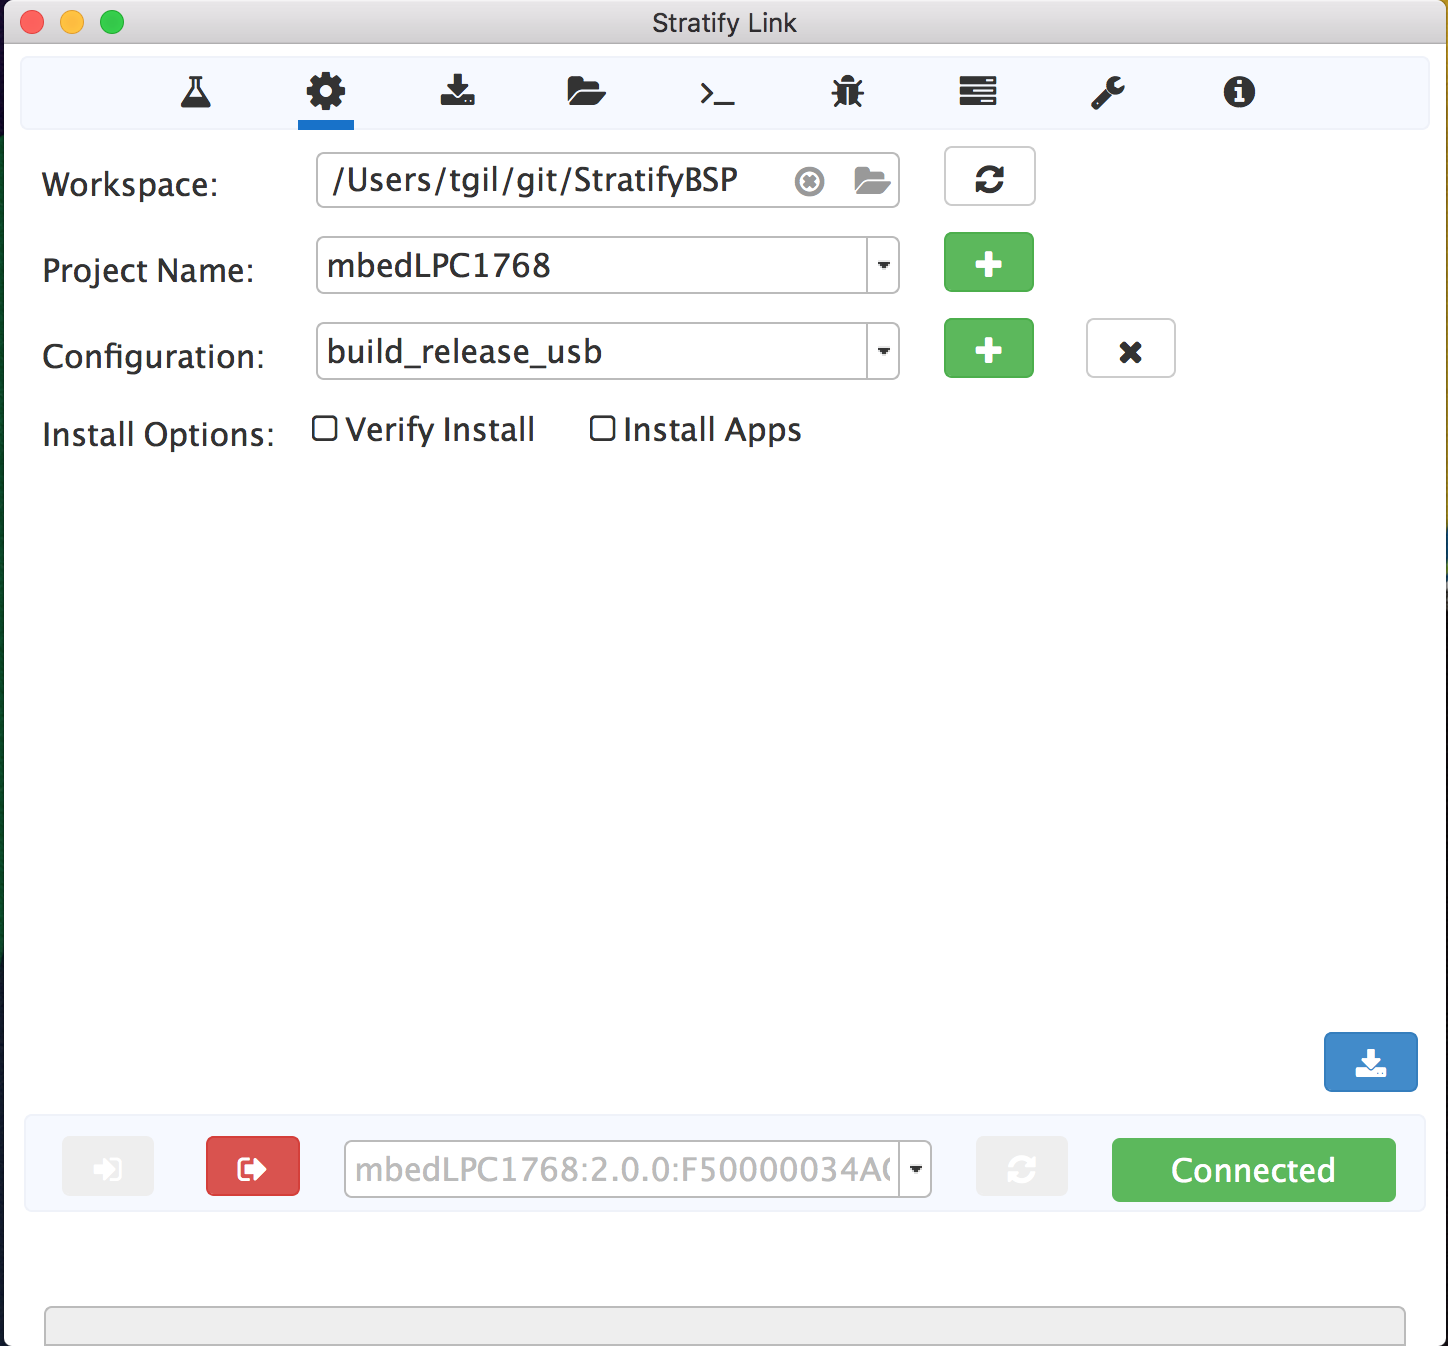 Stratify Link
Workspace: /Users/tgil/git/StratifyBSP
Project Name: mbedLPC1768
Configuration: build_release_usb
Install Options: Verify Install Install Apps
mbedLPC1768:2.0.0:F50000034A Connected